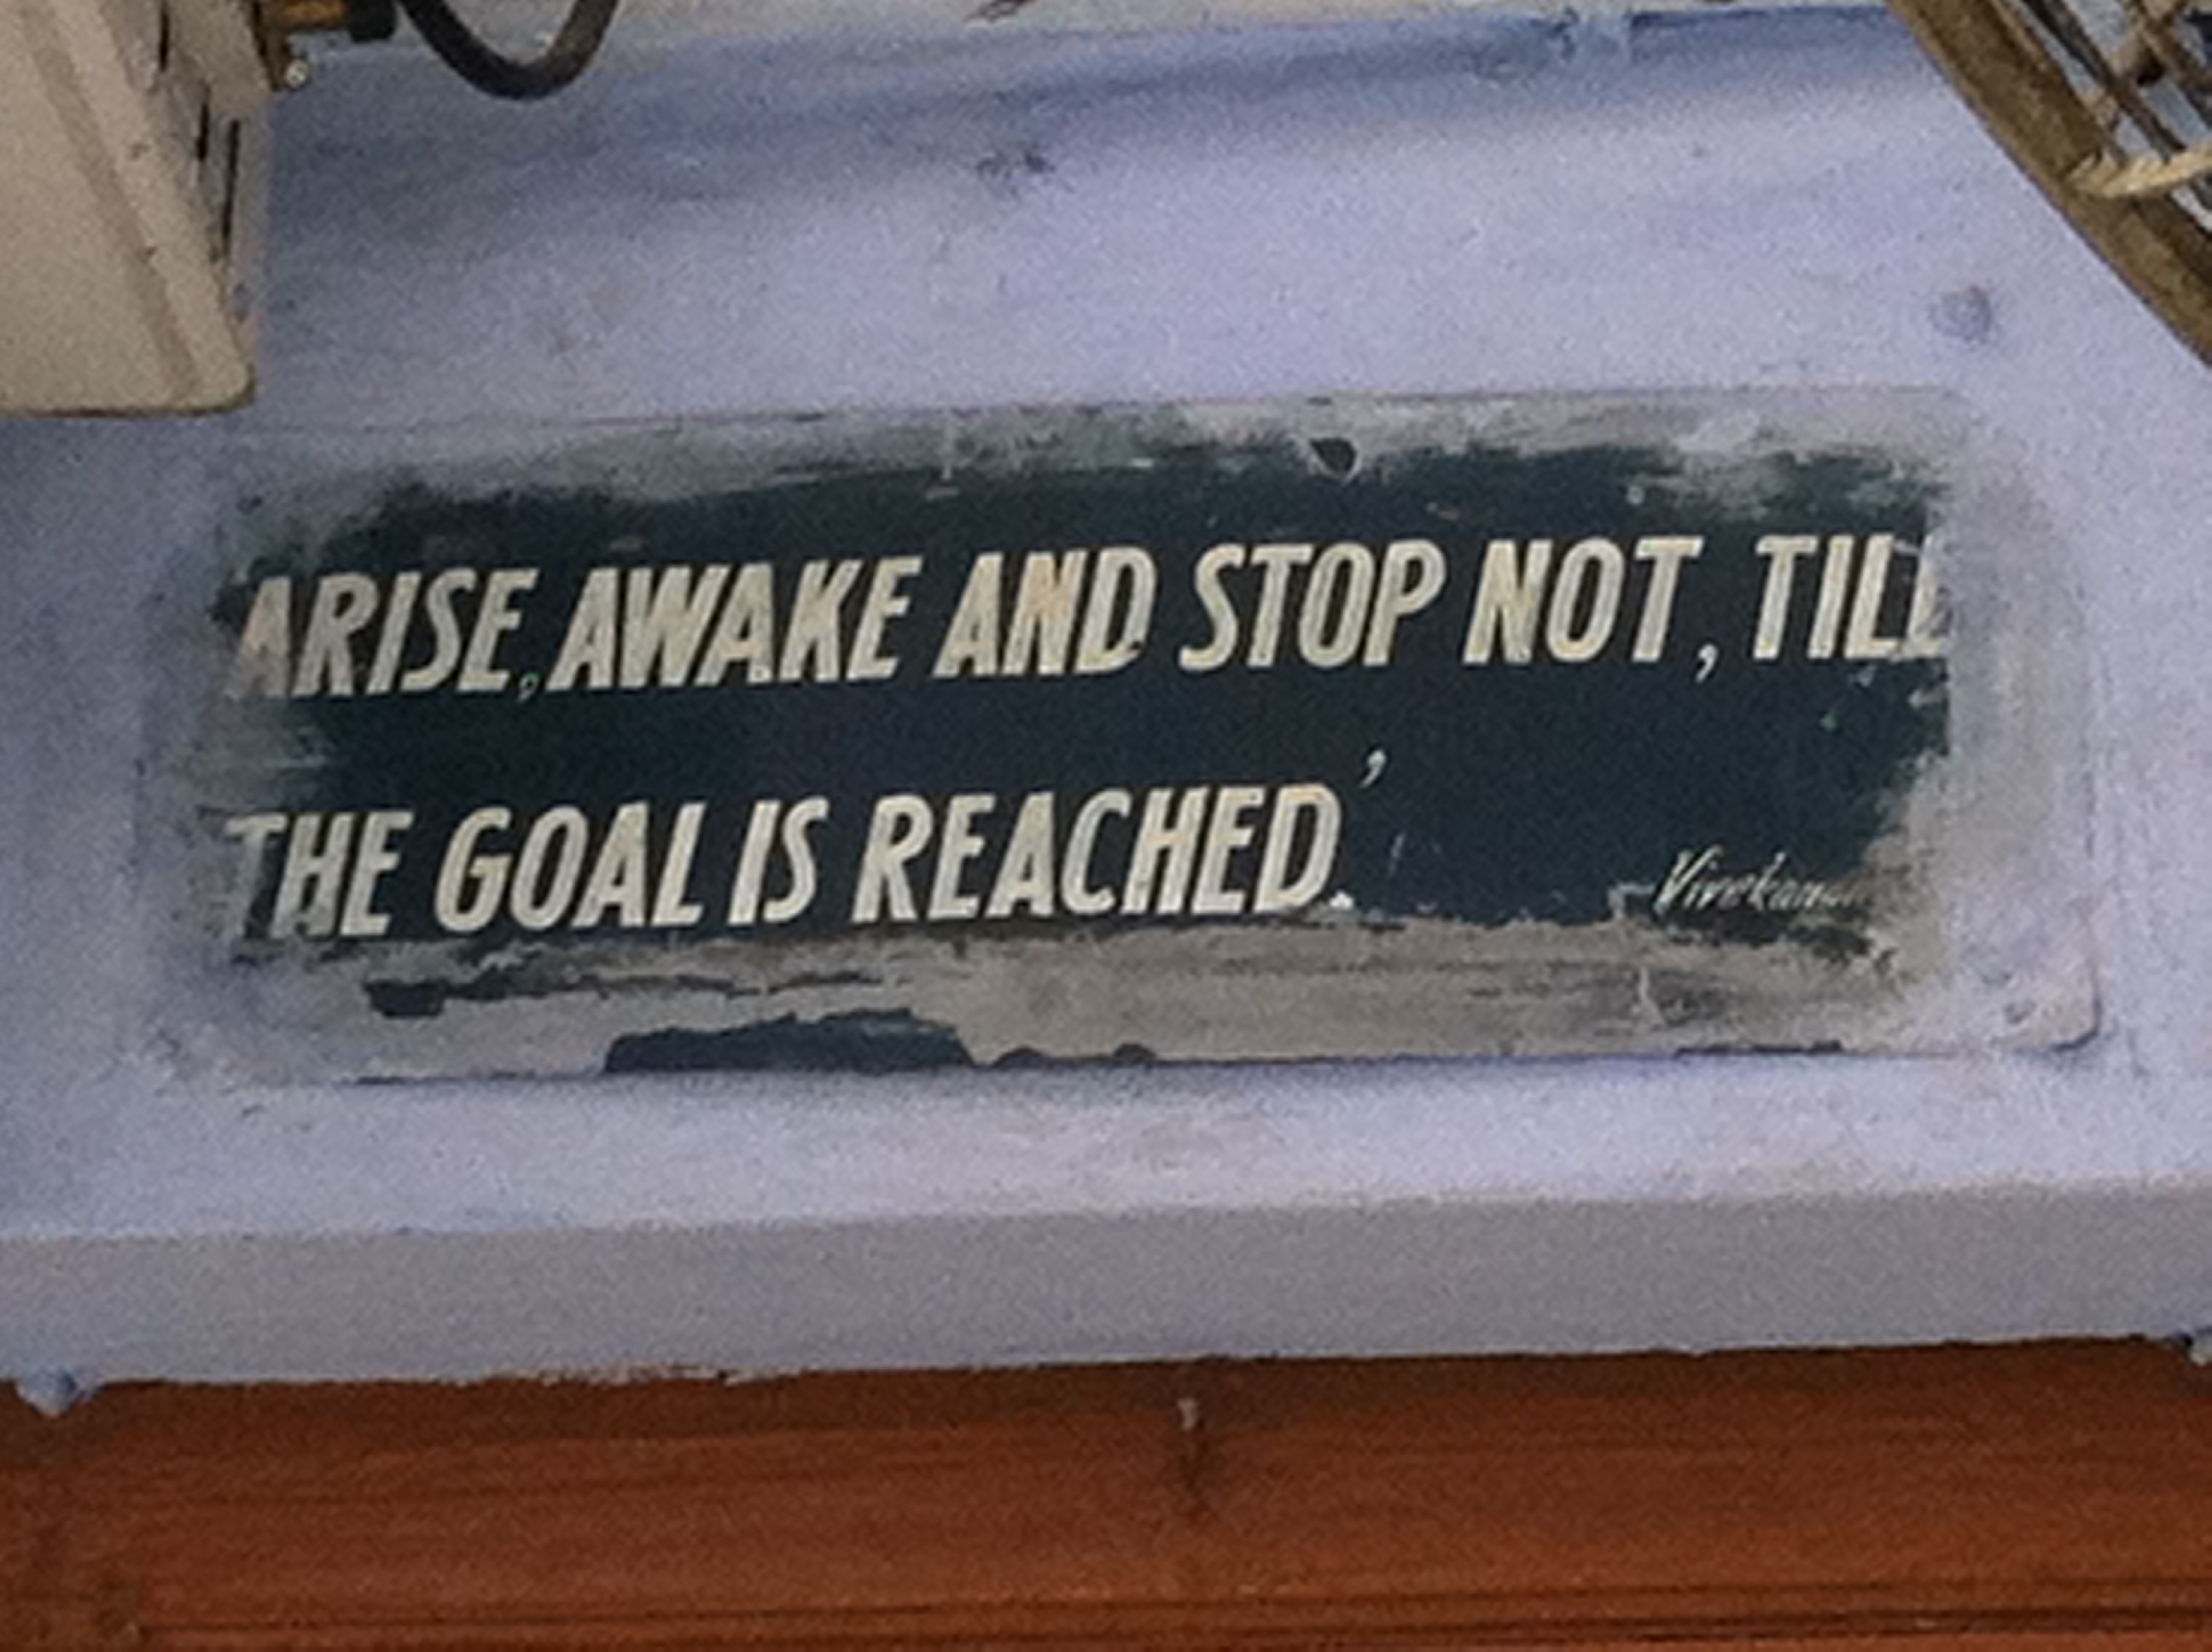 ARISE, AWAKE AND STOP NOT, TILL
THE GOAL IS REACHED.'